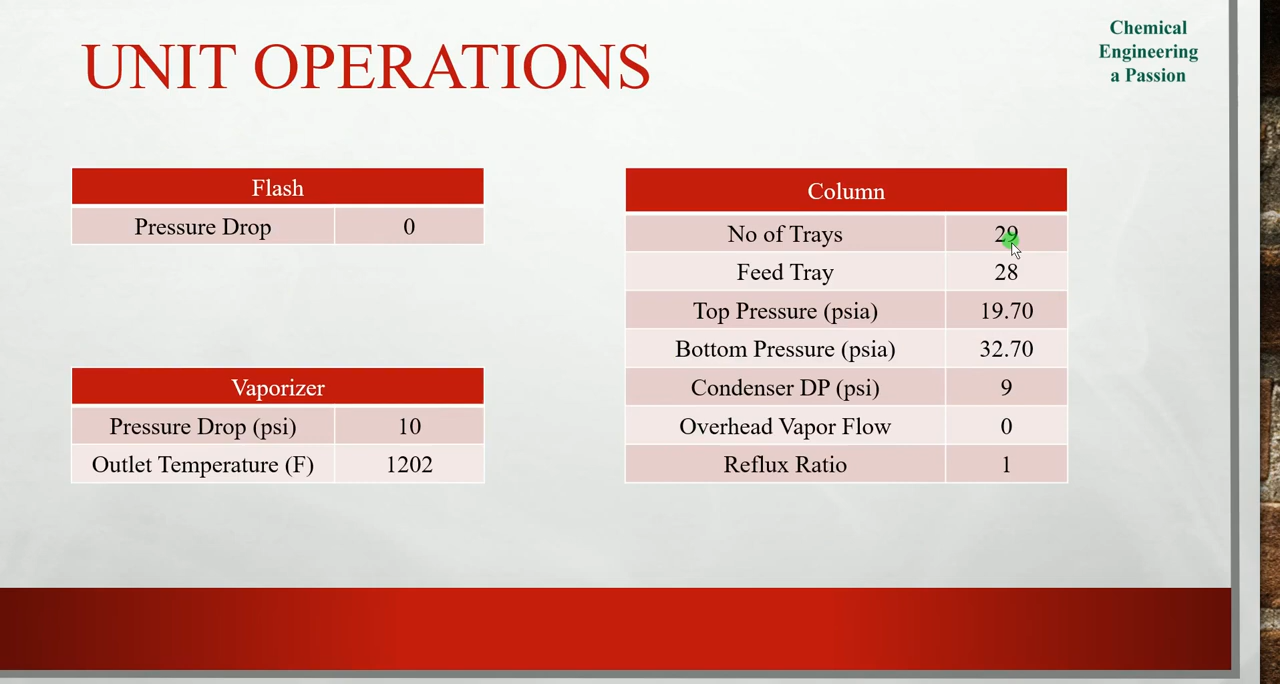 UNIT OPERATIONS
Chemical
Engineering
a Passion
Flash
Pressure Drop 0
Vaporizer
Pressure Drop (psi) 10
Outlet Temperature (F) 1202
Column
No of Trays 29
Feed Tray 28
Top Pressure (psia) 19.70
Bottom Pressure (psia) 32.70
Condenser DP (psi) 9
Overhead Vapor Flow 0
Reflux Ratio 1